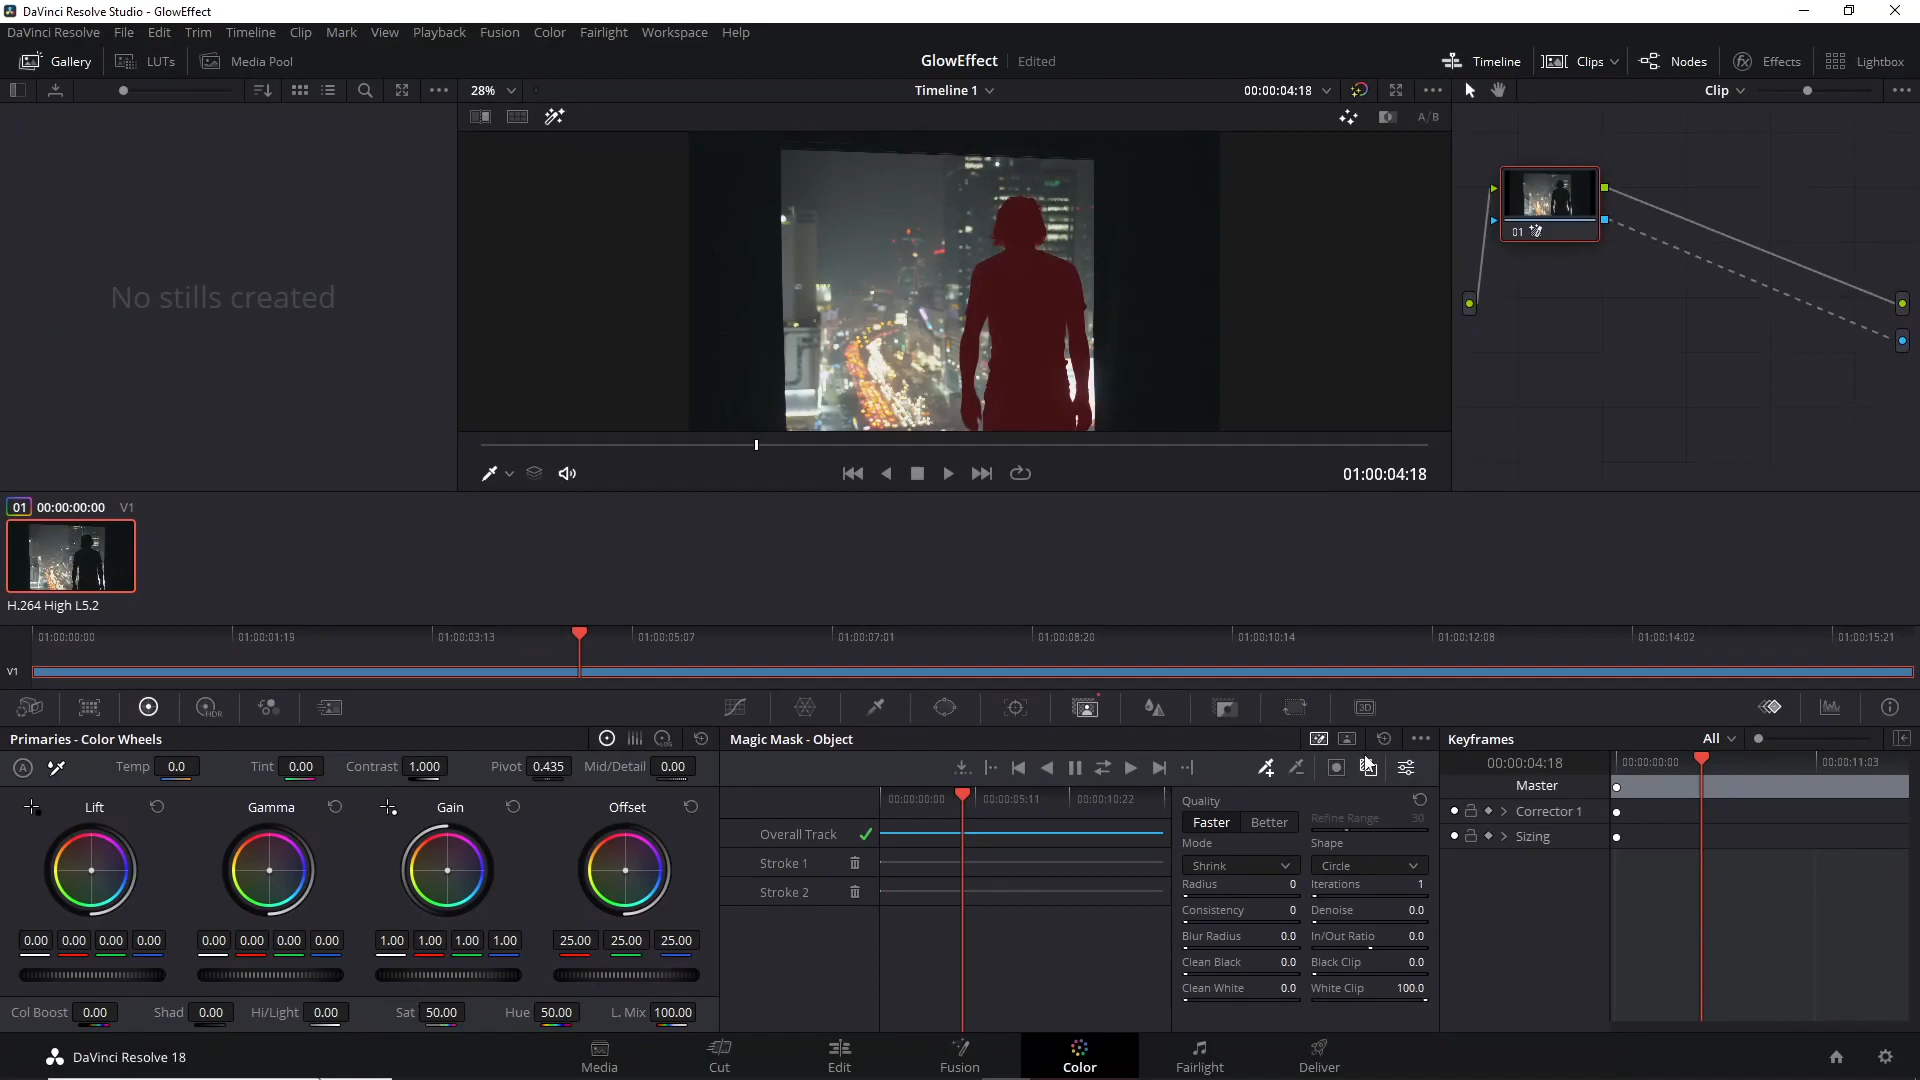 DaVinci Resolve Studio - GlowEffect
DaVinci Resolve File Edit Trim Timeline Clip Mark View Playback Fusion Color Fairlight Workspace Help
Gallery LUTs Media Pool GlowEffect Edited Timeline Clips Nodes Effects Lightbox
28% Timeline 1 00:00:04:18 Clip
A/B
01
No stills created
01:00:04:18
01 00:00:00:00 V1
H.264 High L5.2
01:00:00:00 01:00:01:19 01:00:03:13 01:00:05:07 01:00:07:01 01:00:08:20 01:00:10:14 01:00:12:08 01:00:14:02 01:00:15:21
V1
HDR 3D
Primaries - Color Wheels LOG Magic Mask - Object Keyframes All
A Temp 0.0 Tint 0.00 Contrast 1.000 Pivot 0.435 Mid/Detail 0.00 00:00:04:18 00:00:00:00 00:00:11:03
Lift Gamma Gain Offset 00:00:00:00 00:00:05:11 00:00:10:22 Quality Master
Faster Better Refine Range 30 Corrector 1
Overall Track Mode Shape Sizing
Stroke 1 Shrink Circle
Stroke 2 Radius 0 Iterations 1
Consistency 0 Denoise 0.0
0.00 0.00 0.00 0.00 0.00 0.00 0.00 0.00 1.00 1.00 1.00 1.00 25.00 25.00 25.00 Blur Radius 0.0 In/Out Ratio 0.0
Clean Black 0.0 Black Clip 0.0
Clean White 0.0 White Clip 100.0
Col Boost 0.00 Shad 0.00 Hi/Light 0.00 Sat 50.00 Hue 50.00 L. Mix 100.00
DaVinci Resolve 18 Media Cut Edit Fusion Color Fairlight Deliver